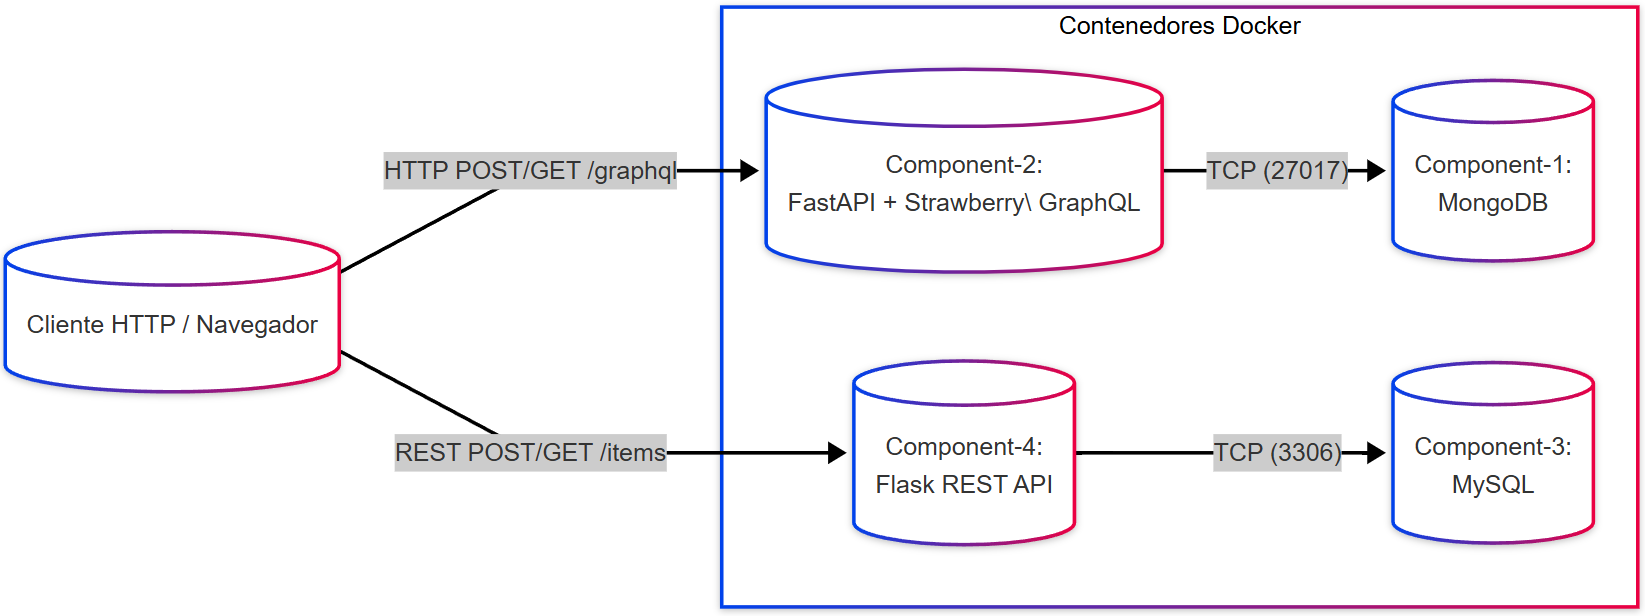 Contenedores Docker
HTTP POST/GET /graphql
Component-2:
FastAPI + Strawberry\ GraphQL
TCP (27017)
Component-1:
MongoDB
Cliente HTTP / Navegador
REST POST/GET /items
Component-4:
Flask REST API
TCP (3306)
Component-3:
MySQL